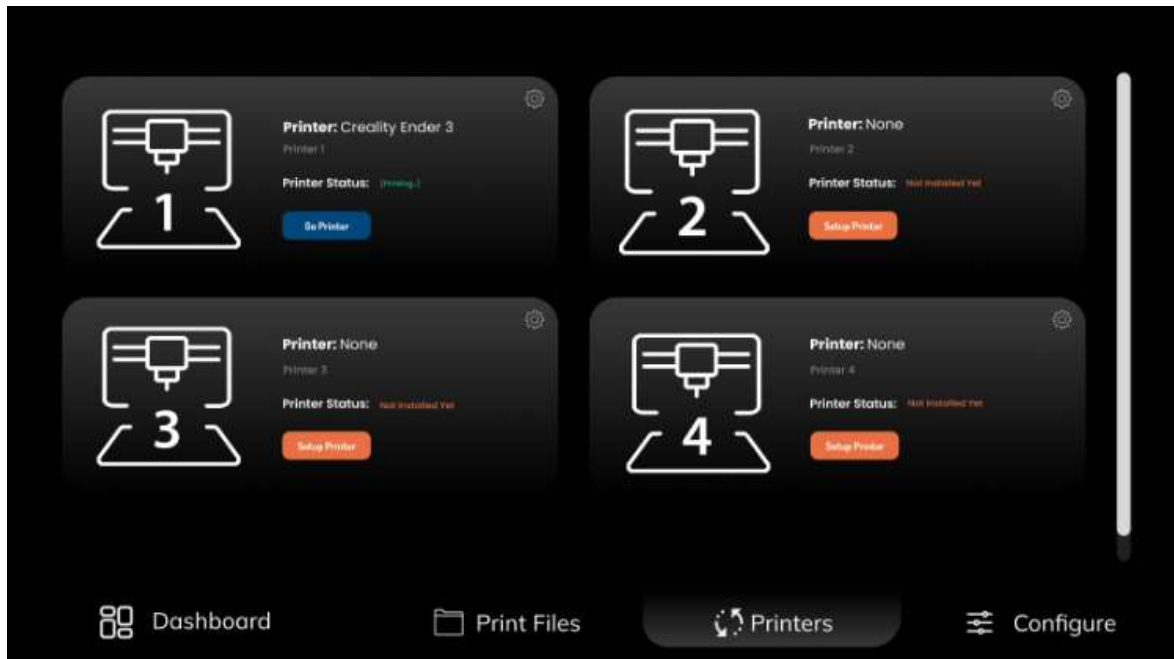 1
Printer: Creality Ender 3
Printer 1
Printer Status: [Printing..]
Go Printer
2
Printer: None
Printer 2
Printer Status: Not Installed Yet
Setup Printer
3
Printer: None
Printer 3
Printer Status: Not Installed Yet
Setup Printer
4
Printer: None
Printer 4
Printer Status: Not Installed Yet
Setup Printer
Dashboard
Print Files
Printers
Configure